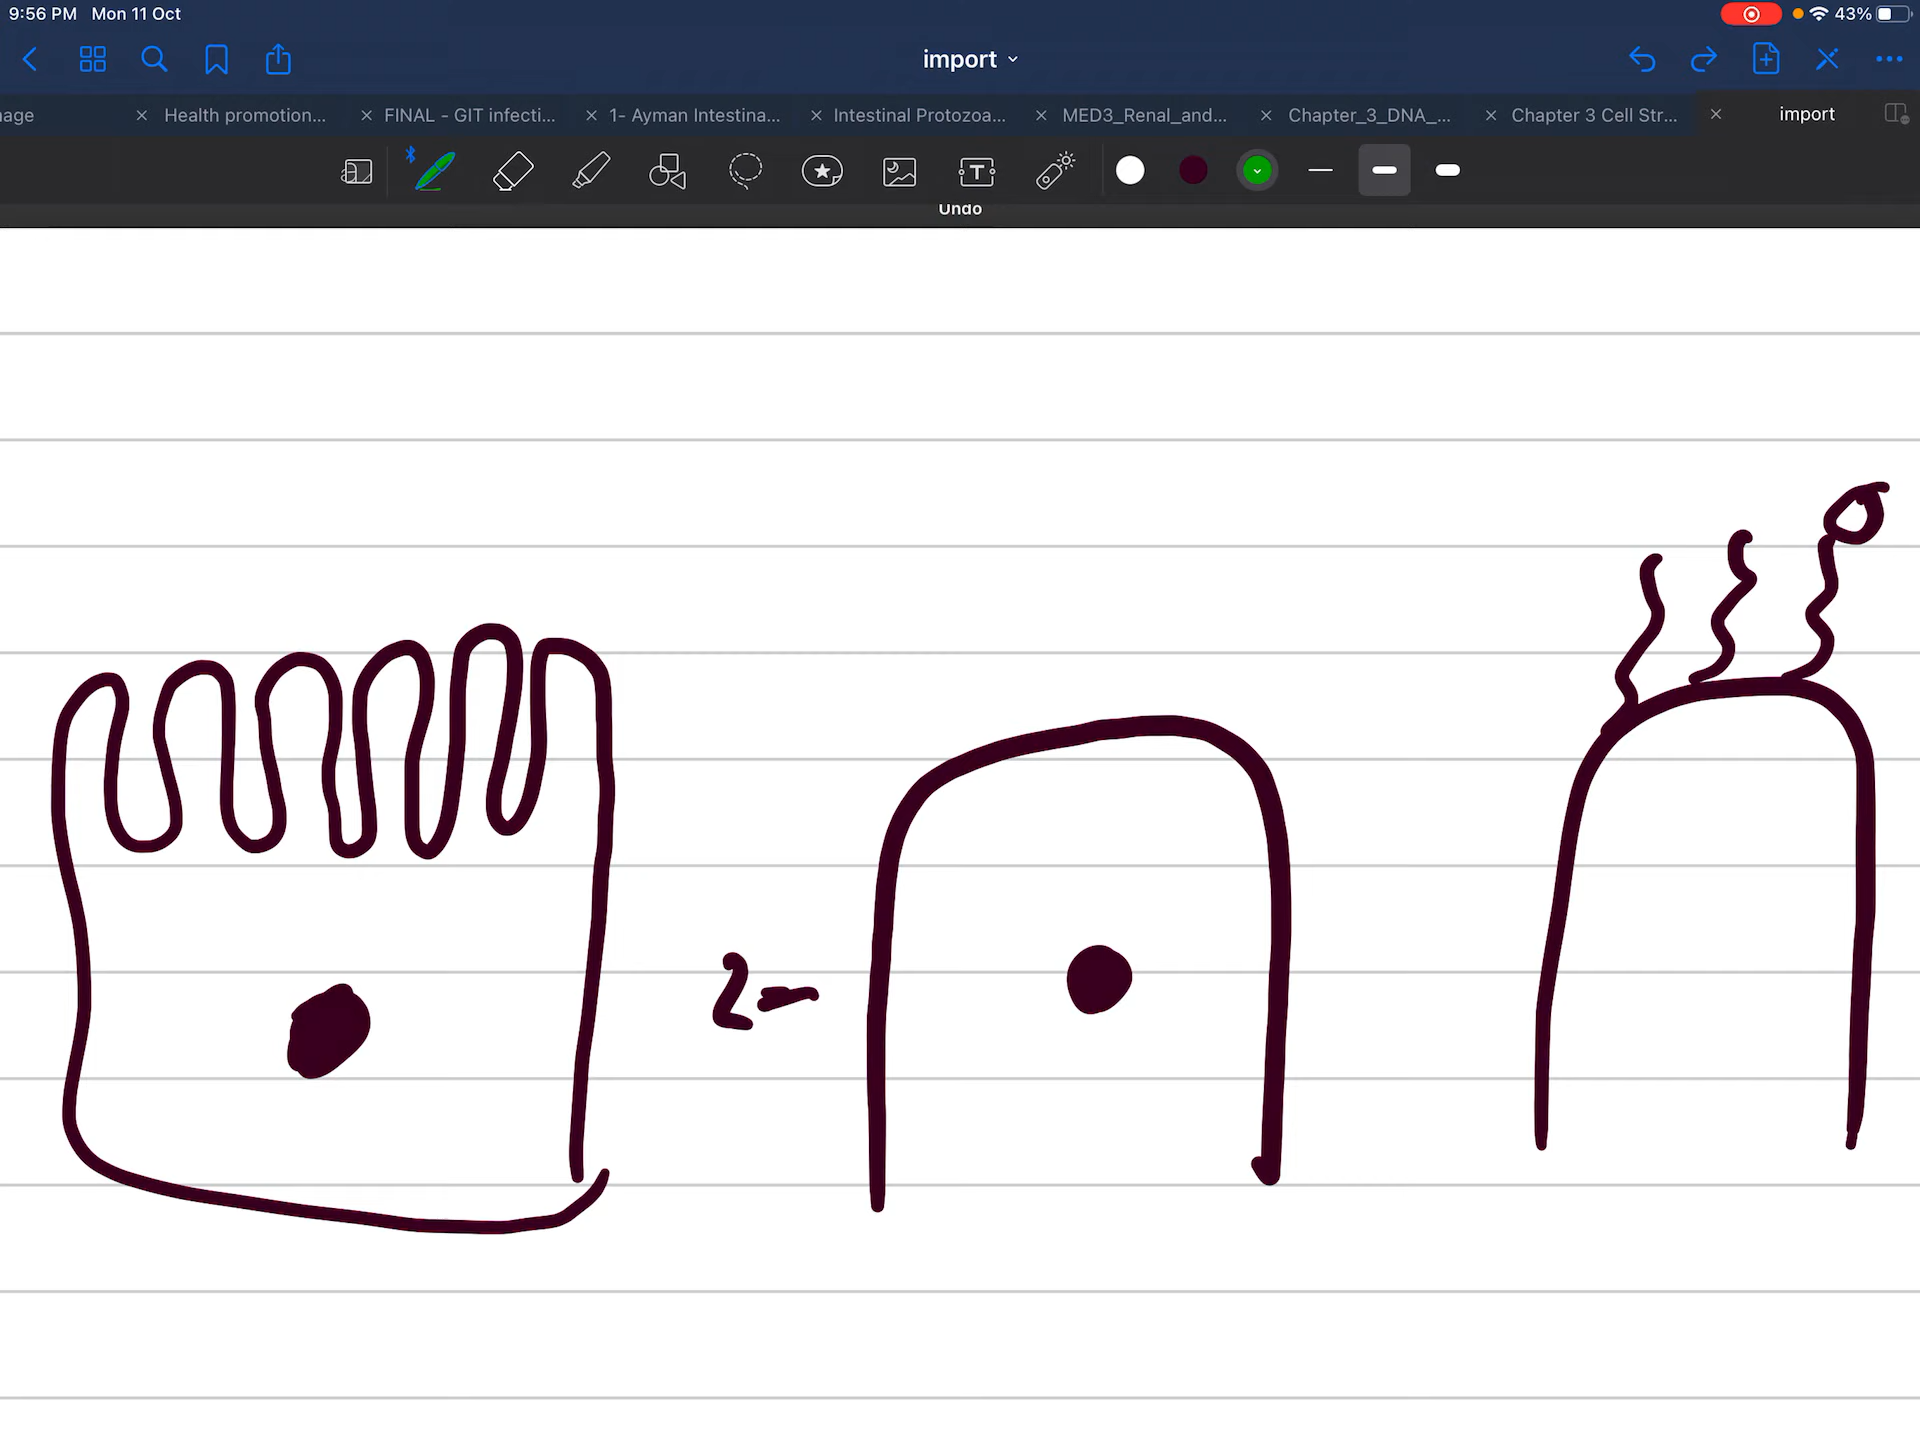 9:56 PM Mon 11 Oct 43%
import
age Health promotion... FINAL - GIT infecti... 1- Ayman Intestina... Intestinal Protozoa... MED3_Renal_and... Chapter_3_DNA_... Chapter 3 Cell Str... import
Undo
2-